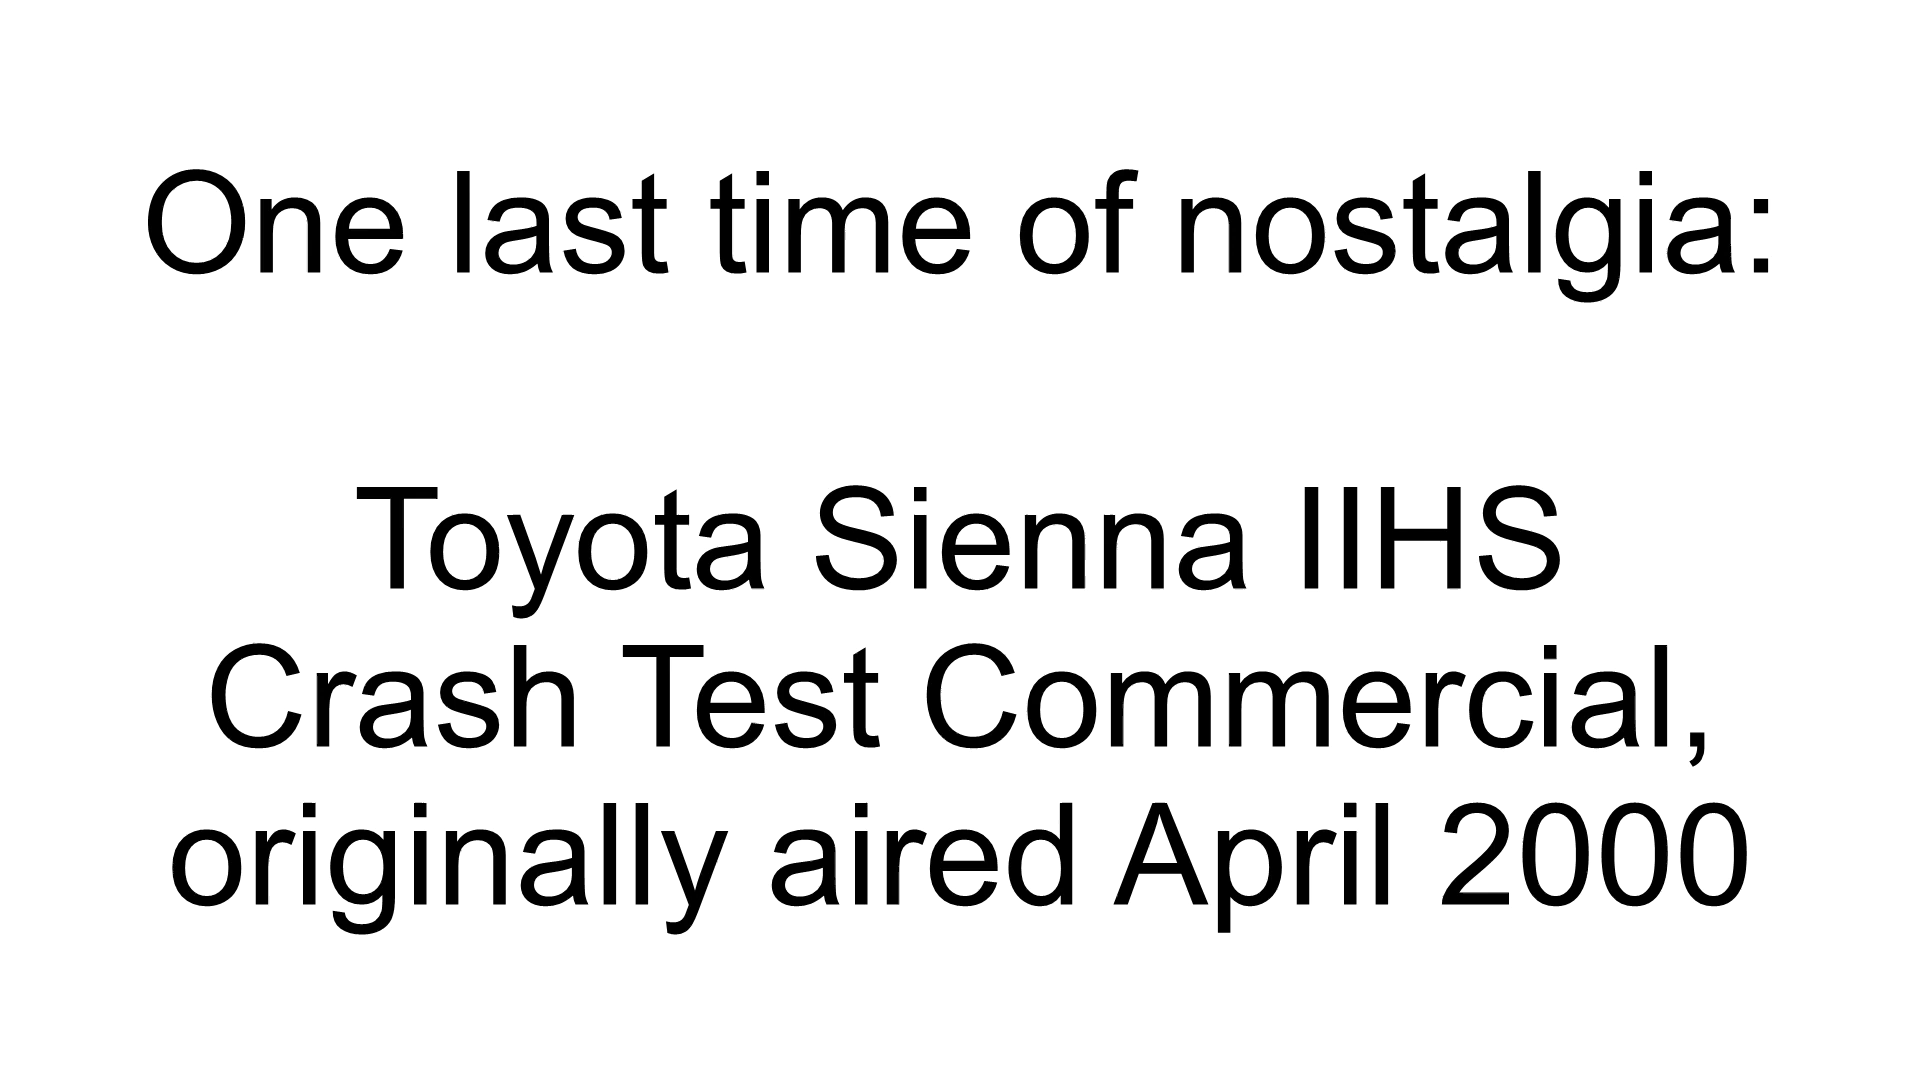 One last time of nostalgia:
Toyota Sienna IIHS
Crash Test Commercial,
originally aired April 2000